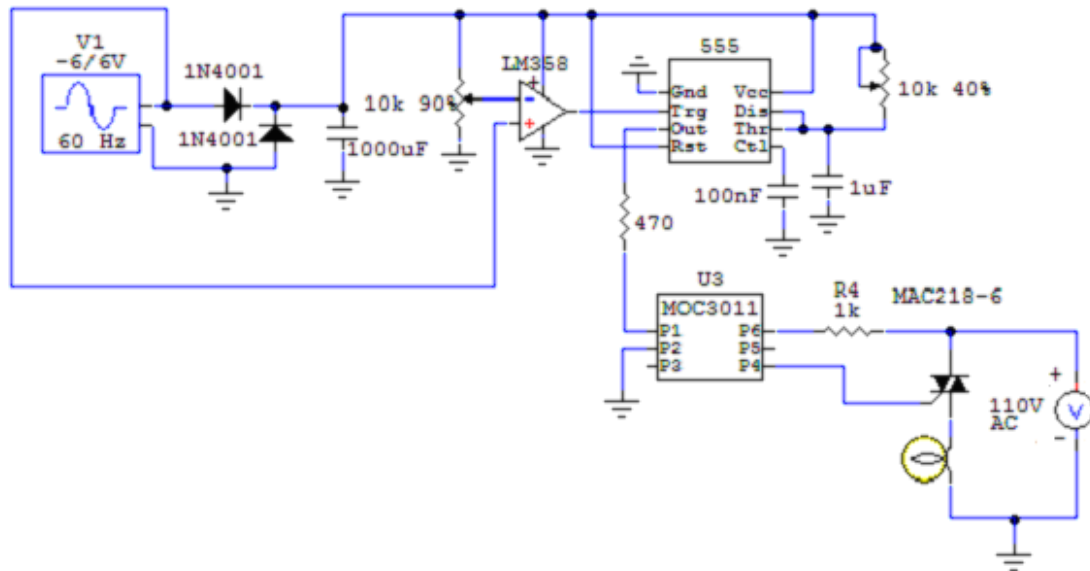 V1
-6/6V
60 Hz
1N4001
1N4001
1000uF
10k 90%
LM358
+
-
+
555
Gnd
Trg
Out
Rst
Vcc
Dis
Thr
Ctl
10k 40%
100nF
1uF
470
U3
MOC3011
P1
P2
P3
P6
P5
P4
R4
1k
MAC218-6
110V
AC
+
V
-